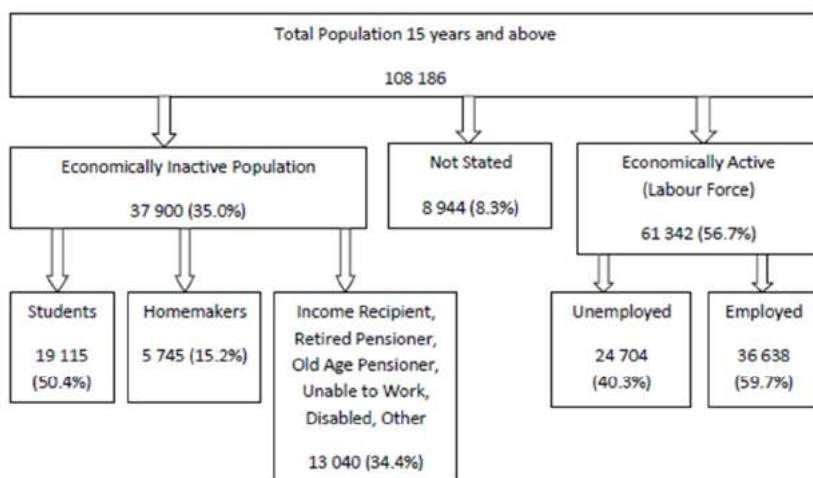 Total Population 15 years and above
108 186
Economically Inactive Population
37 900 (35.0%)
Not Stated
8 944 (8.3%)
Economically Active
(Labour Force)
61 342 (56.7%)
Students
19 115
(50.4%)
Homemakers
5 745 (15.2%)
Income Recipient,
Retired Pensioner,
Old Age Pensioner,
Unable to Work,
Disabled, Other
13 040 (34.4%)
Unemployed
24 704
(40.3%)
Employed
36 638
(59.7%)